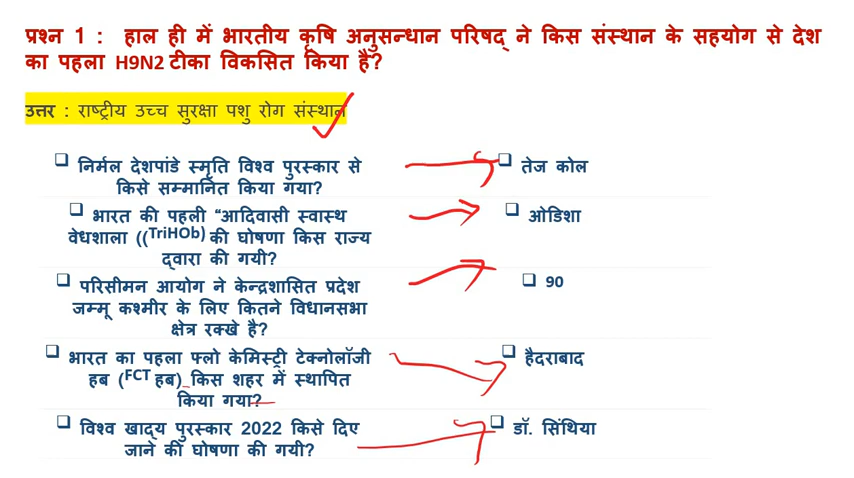 प्रश्न 1 : हाल ही में भारतीय कृषि अनुसन्धान परिषद् ने किस संस्थान के सहयोग से देश
का पहला H9N2 टीका विकसित किया है?
उत्तर : राष्ट्रीय उच्च सुरक्षा पशु रोग संस्थान
निर्मल देशपांडे स्मृति विश्व पुरस्कार से
किसे सम्मानित किया गया?
तेज कोल
भारत की पहली “आदिवासी स्वास्थ
वेधशाला ((TriHOb) की घोषणा किस राज्य
द्वारा की गयी?
ओडिशा
परिसीमन आयोग ने केन्द्रशासित प्रदेश
जम्मू कश्मीर के लिए कितने विधानसभा
क्षेत्र रक्खे है?
90
भारत का पहला फ्लो केमिस्ट्री टेक्नोलॉजी
हब (FCT हब) किस शहर में स्थापित
किया गया?
हैदराबाद
विश्व खाद्य पुरस्कार 2022 किसे दिए
जाने की घोषणा की गयी?
डॉ. सिंथिया